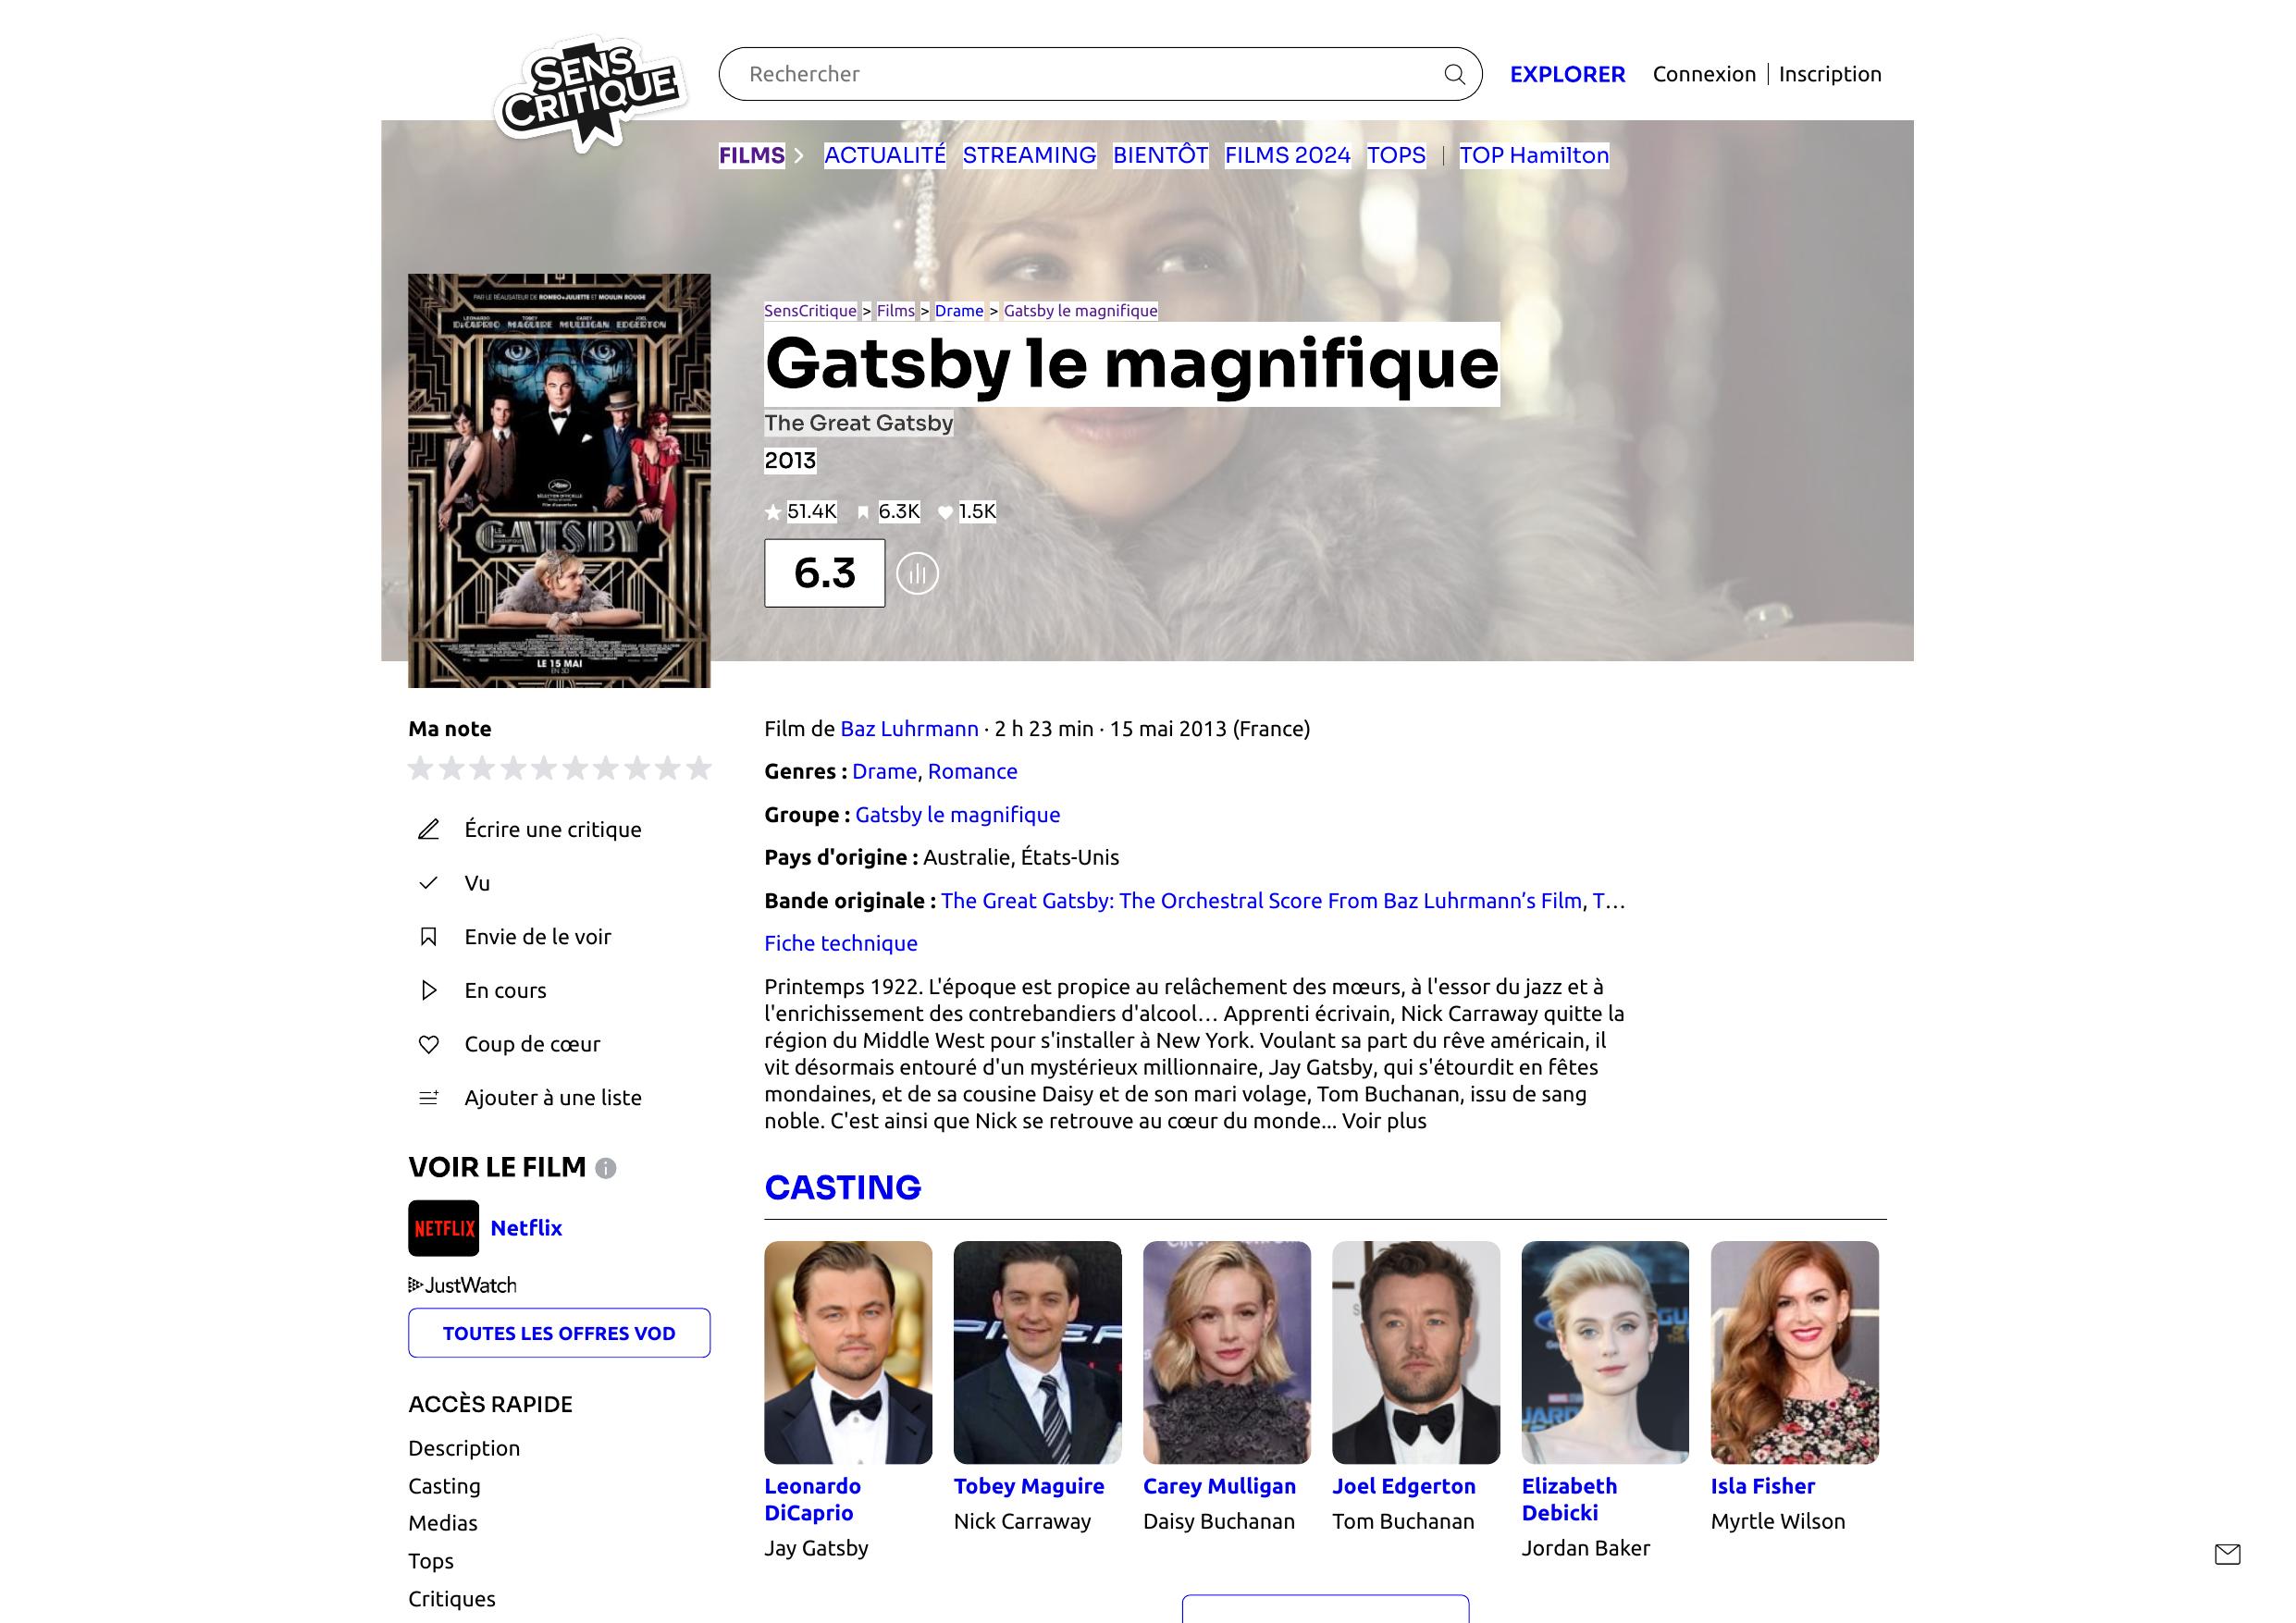 SENS
CRITIQUE
Rechercher
EXPLORER
Connexion
Inscription
FILMS
ACTUALITÉ
STREAMING
BIENTÔT
FILMS 2024
TOPS
TOP Hamilton
PAR LE RÉALISATEUR DE ROMEO+JULIETTE ET MOULIN ROUGE
LEONARDO DiCAPRIO TOBEY MAGUIRE CAREY MULLIGAN JOEL EDGERTON
GATSBY
LE 15 MAI
EN 3D
SensCritique > Films > Drame > Gatsby le magnifique
Gatsby le magnifique
The Great Gatsby
2013
51.4K 6.3K 1.5K
6.3
Ma note
Écrire une critique
Vu
Envie de le voir
En cours
Coup de cœur
Ajouter à une liste
VOIR LE FILM
NETFLIX Netflix
JustWatch
TOUTES LES OFFRES VOD
ACCÈS RAPIDE
Description
Casting
Medias
Tops
Critiques
Film de Baz Luhrmann · 2 h 23 min · 15 mai 2013 (France)
Genres : Drame, Romance
Groupe : Gatsby le magnifique
Pays d'origine : Australie, États-Unis
Bande originale : The Great Gatsby: The Orchestral Score From Baz Luhrmann’s Film, T…
Fiche technique
Printemps 1922. L'époque est propice au relâchement des mœurs, à l'essor du jazz et à
l'enrichissement des contrebandiers d'alcool… Apprenti écrivain, Nick Carraway quitte la
région du Middle West pour s'installer à New York. Voulant sa part du rêve américain, il
vit désormais entouré d'un mystérieux millionnaire, Jay Gatsby, qui s'étourdit en fêtes
mondaines, et de sa cousine Daisy et de son mari volage, Tom Buchanan, issu de sang
noble. C'est ainsi que Nick se retrouve au cœur du monde... Voir plus
CASTING
Leonardo
DiCaprio
Jay Gatsby
Tobey Maguire
Nick Carraway
Carey Mulligan
Daisy Buchanan
Joel Edgerton
Tom Buchanan
Elizabeth
Debicki
Jordan Baker
Isla Fisher
Myrtle Wilson